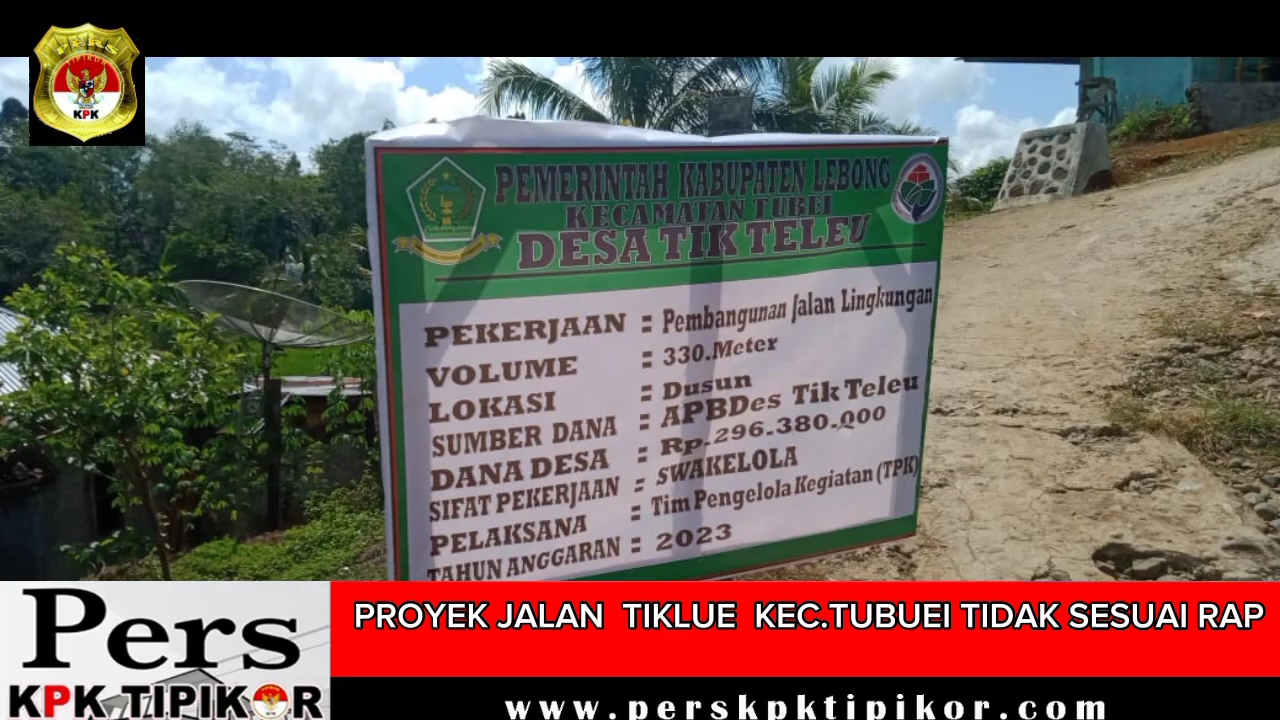 PERS
TIPIKOR
KPK
PEMERINTAH KABUPATEN LEBONG
KECAMATAN TUBEI
DESA TIK TELEU
PEKERJAAN : Pembangunan Jalan Lingkungan
VOLUME : 330.Meter
LOKASI : Dusun
SUMBER DANA : APBDes Tik Teleu
DANA DESA : Rp.296.380.000
SIFAT PEKERJAAN : SWAKELOLA
PELAKSANA : Tim Pengelola Kegiatan (TPK)
TAHUN ANGGARAN : 2023
Pers
KPK TIPIKOR
PROYEK JALAN TIKLUE KEC.TUBUEI TIDAK SESUAI RAP
www.perskpktipikor.com